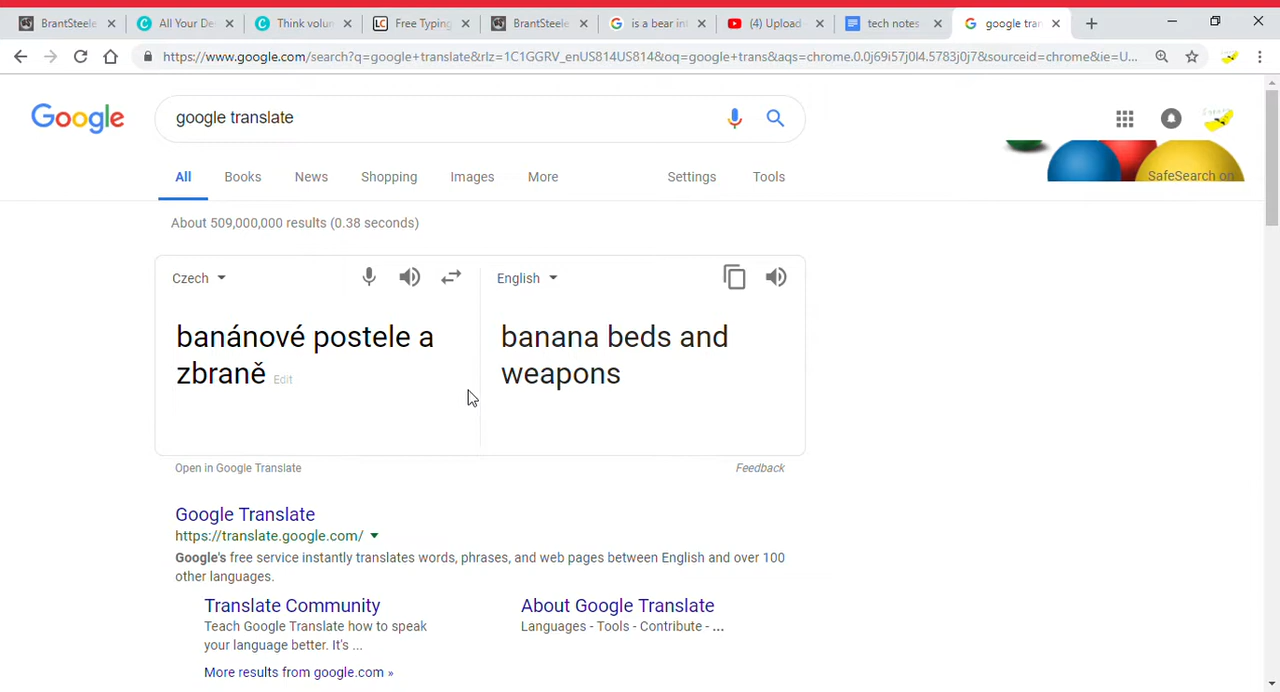 BrantSteele
All Your De
Think volun
Free Typing
BrantSteele
is a bear int
(4) Upload
tech notes
google tran
https://www.google.com/search?q=google+translate&rlz=1C1GGRV_enUS814US814&oq=google+trans&aqs=chrome.0.0j69i57j0l4.5783j0j7&sourceid=chrome&ie=U...
Google
google translate
All Books News Shopping Images More Settings Tools
SafeSearch on
About 509,000,000 results (0.38 seconds)
Czech
English
banánové postele a
zbraně Edit
banana beds and
weapons
Open in Google Translate
Feedback
Google Translate
https://translate.google.com/
Google's free service instantly translates words, phrases, and web pages between English and over 100
other languages.
Translate Community
Teach Google Translate how to speak
your language better. It's ...
About Google Translate
Languages - Tools - Contribute - ...
More results from google.com »